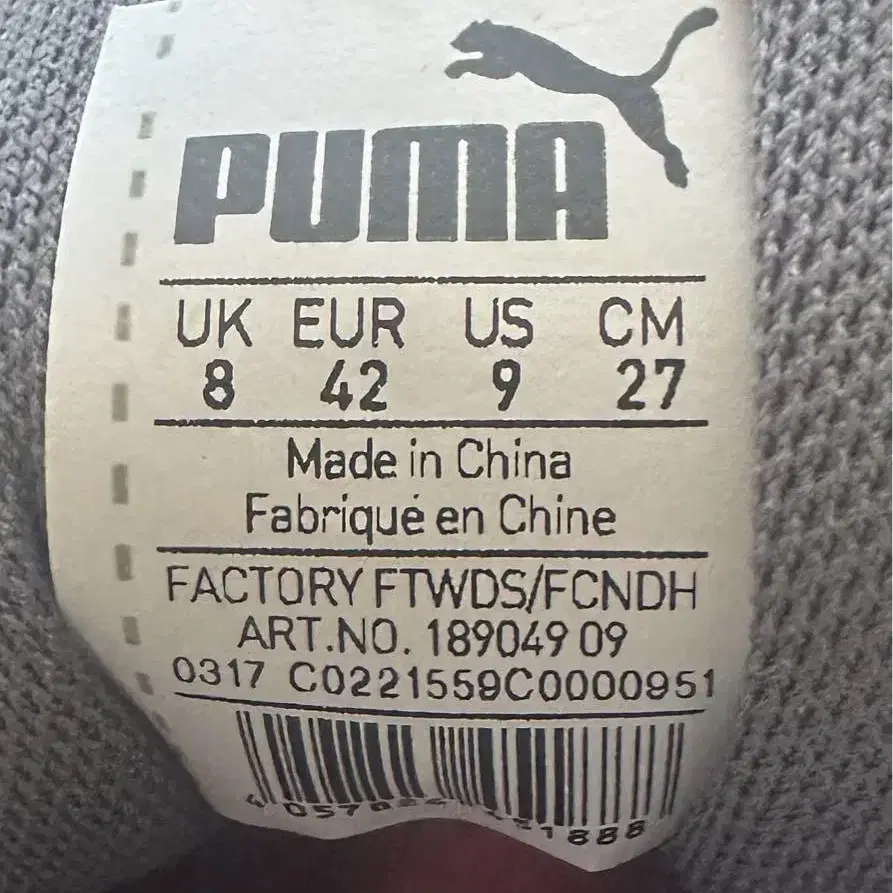 PUMA
UK EUR US CM
8 42 9 27
Made in China
Fabriqué en Chine
FACTORY FTWDS/FCNDH
ART.NO. 189049 09
0317 C0221559C0000951